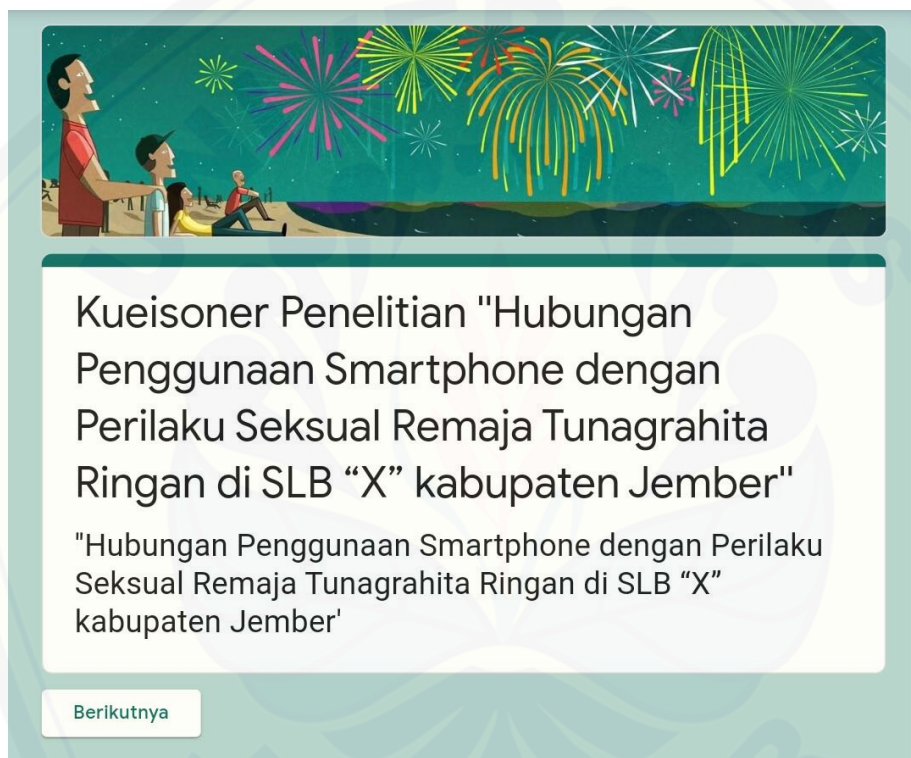 Kueisoner Penelitian "Hubungan
Penggunaan Smartphone dengan
Perilaku Seksual Remaja Tunagrahita
Ringan di SLB “X” kabupaten Jember"
"Hubungan Penggunaan Smartphone dengan Perilaku
Seksual Remaja Tunagrahita Ringan di SLB “X”
kabupaten Jember'
Berikutnya